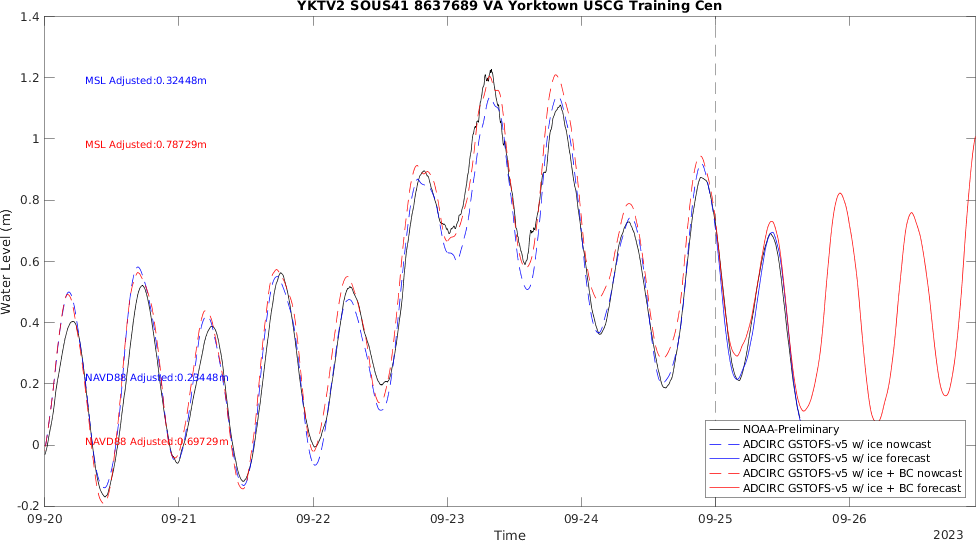 YKTV2 SOUS41 8637689 VA Yorktown USCG Training Cen
1.4
1.2
1
0.8
0.6
0.4
0.2
0
-0.2
Water Level (m)
MSL Adjusted:0.32448m
MSL Adjusted:0.78729m
NAVD88 Adjusted:0.23448m
NAVD88 Adjusted:0.69729m
NOAA-Preliminary
ADCIRC GSTOFS-v5 w/ ice nowcast
ADCIRC GSTOFS-v5 w/ ice forecast
ADCIRC GSTOFS-v5 w/ ice + BC nowcast
ADCIRC GSTOFS-v5 w/ ice + BC forecast
09-20 09-21 09-22 09-23 09-24 09-25 09-26
Time
2023